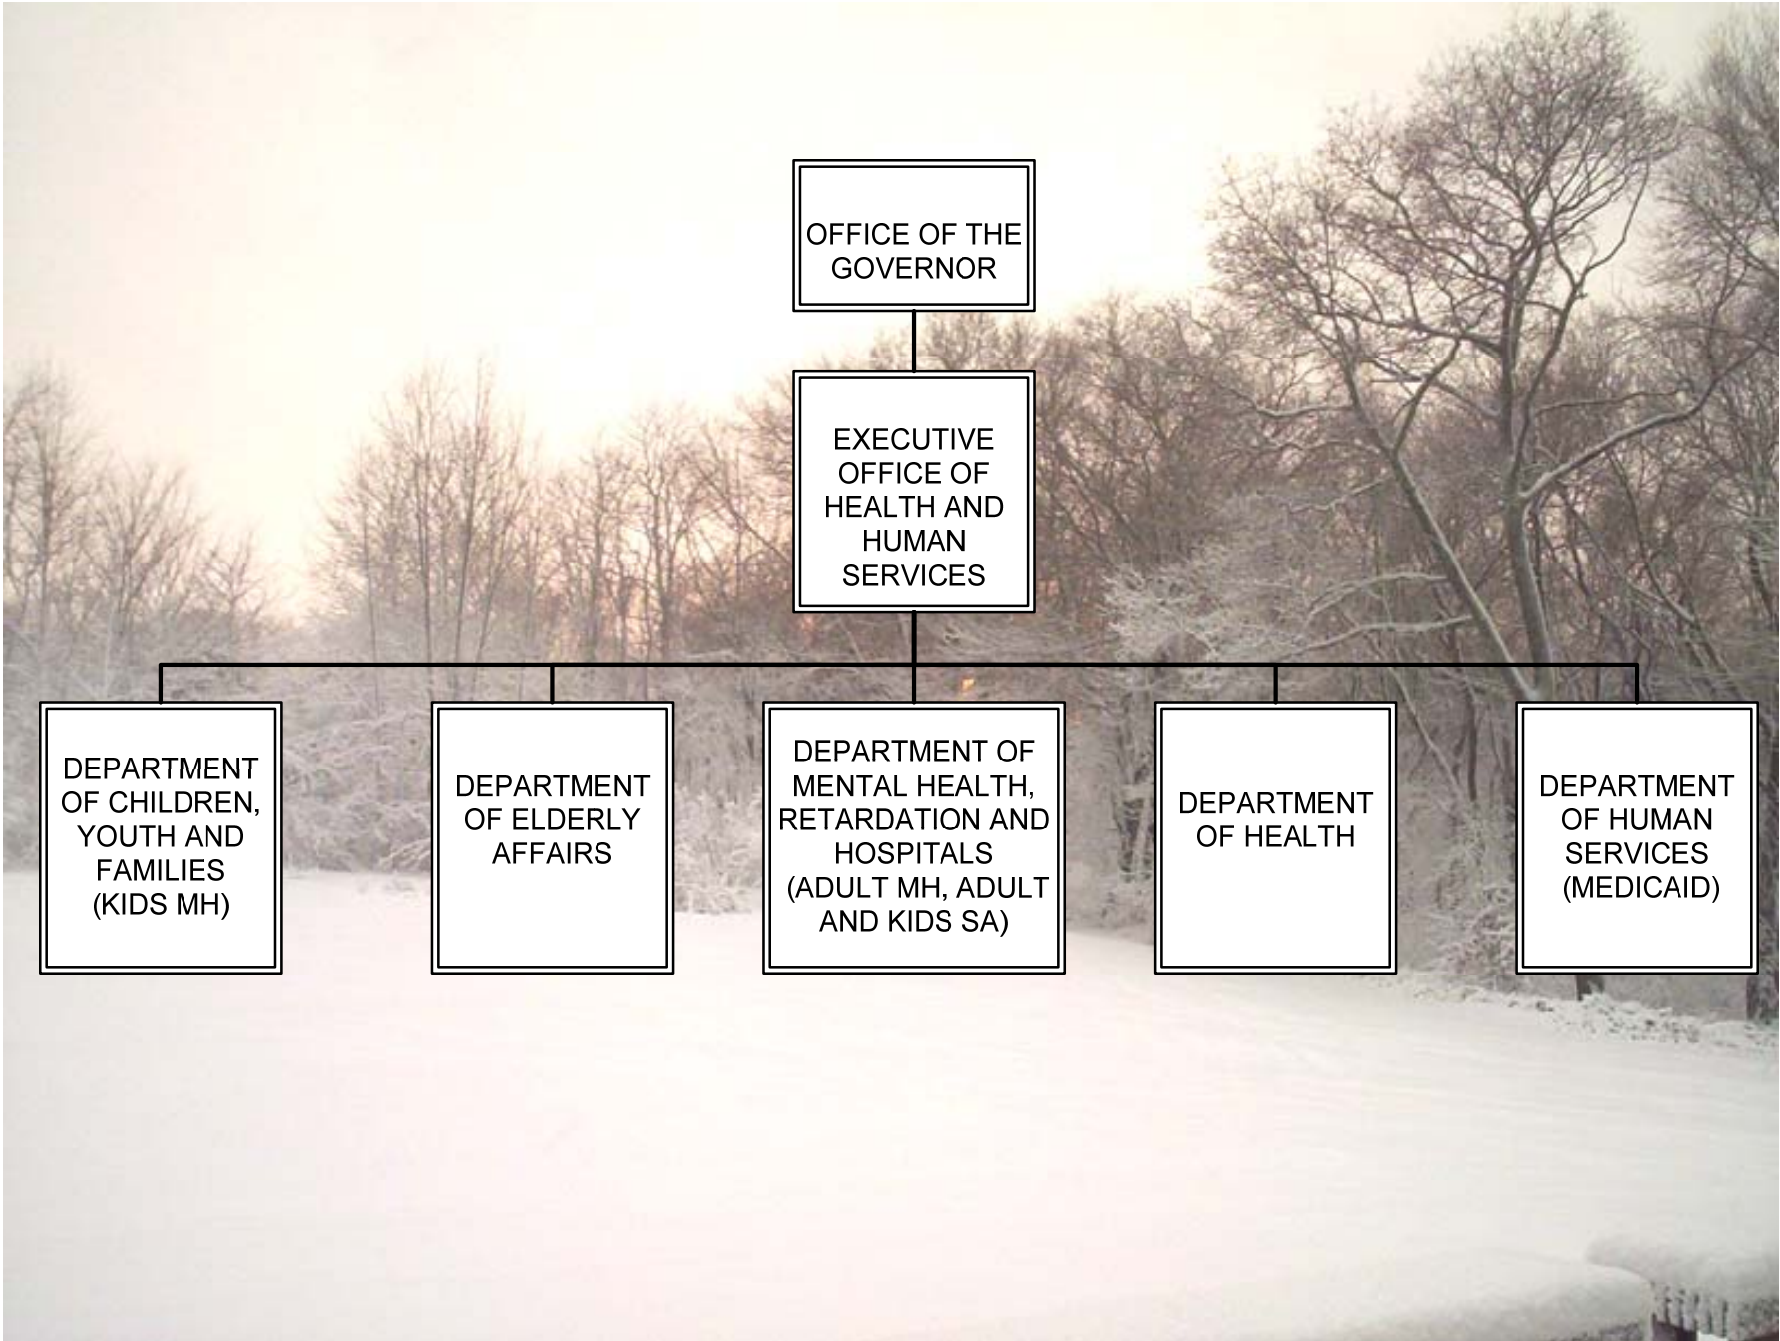 OFFICE OF THE
GOVERNOR
EXECUTIVE
OFFICE OF
HEALTH AND
HUMAN
SERVICES
DEPARTMENT
OF CHILDREN,
YOUTH AND
FAMILIES
(KIDS MH)
DEPARTMENT
OF ELDERLY
AFFAIRS
DEPARTMENT OF
MENTAL HEALTH,
RETARDATION AND
HOSPITALS
(ADULT MH, ADULT
AND KIDS SA)
DEPARTMENT
OF HEALTH
DEPARTMENT
OF HUMAN
SERVICES
(MEDICAID)